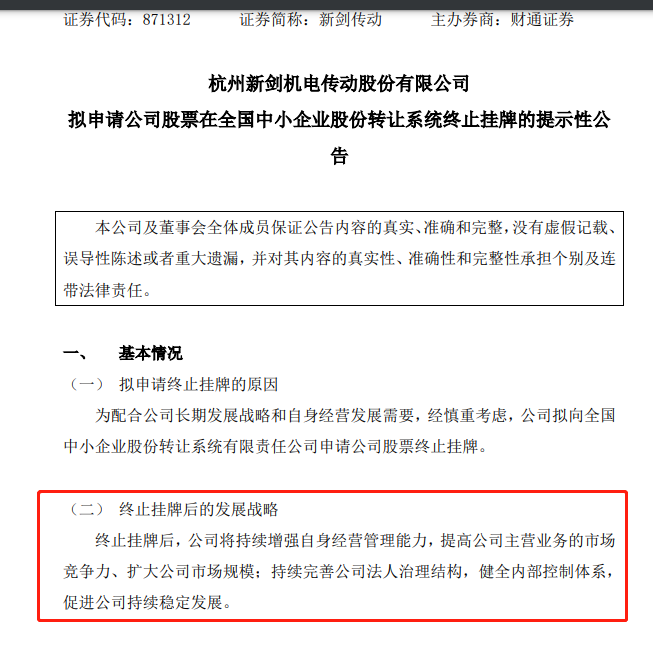 证券代码：871312 证券简称：新剑传动 主办券商：财通证券
杭州新剑机电传动股份有限公司
拟申请公司股票在全国中小企业股份转让系统终止挂牌的提示性公
告
本公司及董事会全体成员保证公告内容的真实、准确和完整，没有虚假记载、
误导性陈述或者重大遗漏，并对其内容的真实性、准确性和完整性承担个别及连
带法律责任。
一、 基本情况
（一） 拟申请终止挂牌的原因
为配合公司长期发展战略和自身经营发展需要，经慎重考虑，公司拟向全国
中小企业股份转让系统有限责任公司申请公司股票终止挂牌。
（二） 终止挂牌后的发展战略
终止挂牌后，公司将持续增强自身经营管理能力，提高公司主营业务的市场
竞争力、扩大公司市场规模；持续完善公司法人治理结构，健全内部控制体系，
促进公司持续稳定发展。